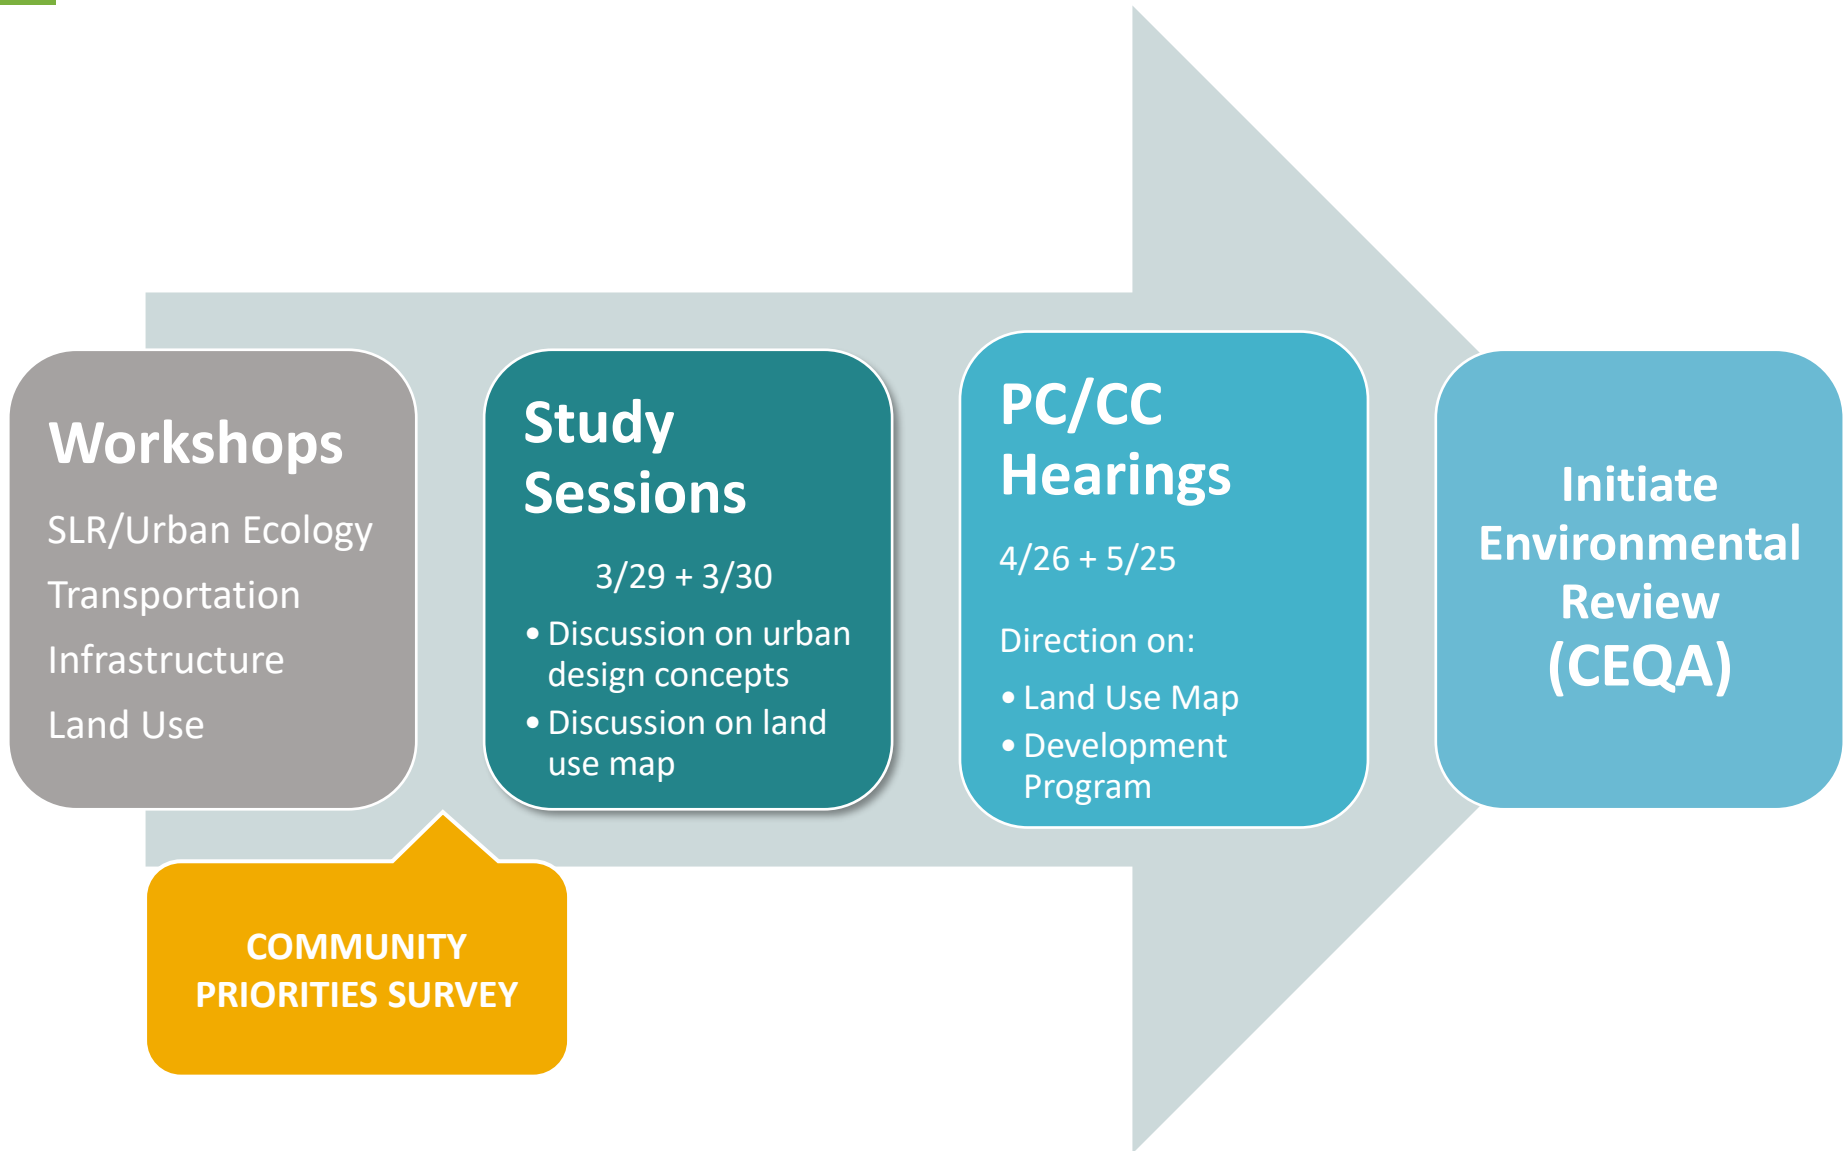 Workshops
SLR/Urban Ecology
Transportation
Infrastructure
Land Use
COMMUNITY
PRIORITIES SURVEY
Study
Sessions
3/29 + 3/30
• Discussion on urban
design concepts
• Discussion on land
use map
PC/CC
Hearings
4/26 + 5/25
Direction on:
• Land Use Map
• Development
Program
Initiate
Environmental
Review
(CEQA)